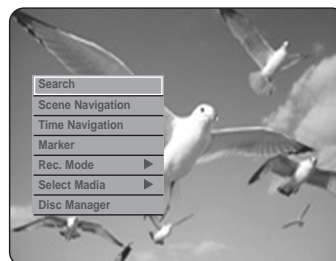 Search
Scene Navigation
Time Navigation
Marker
Rec. Mode
Select Madia
Disc Manager